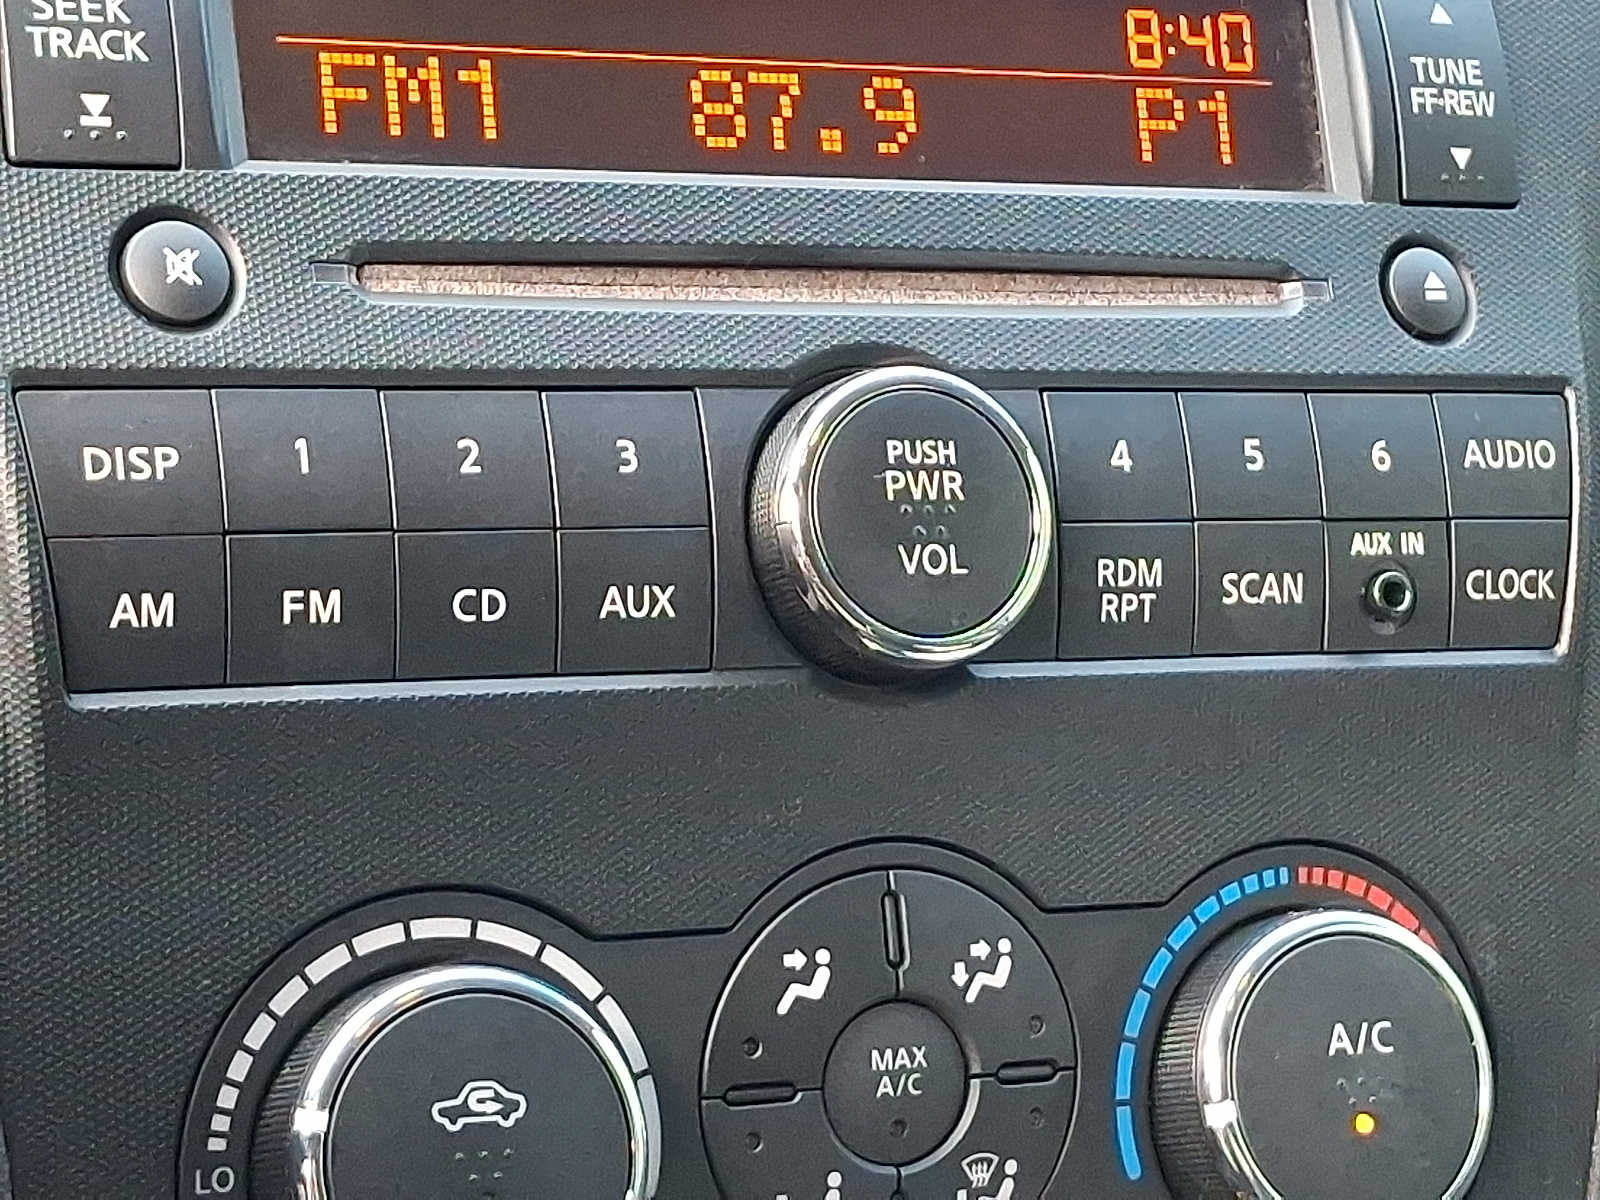 SEEK
TRACK
8:40
FM1 87.9 P1
TUNE
FF·REW
DISP 1 2 3
PUSH
PWR
VOL
4 5 6 AUDIO
AM FM CD AUX
RDM
RPT
SCAN
AUX IN
CLOCK
MAX
A/C
A/C
LO